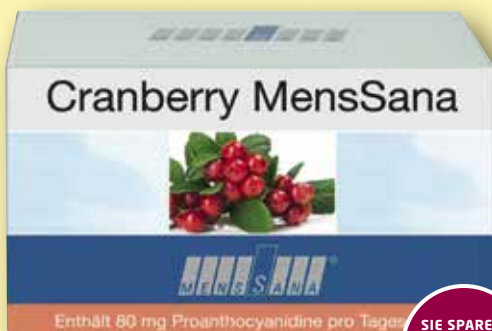 Cranberry MensSana
MENSSANA®
Enthält 80 mg Proanthocyanidine pro Tages
SIE SPARE